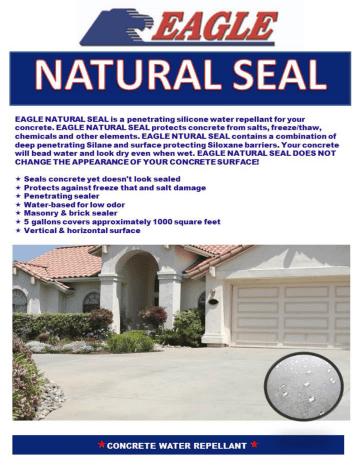 EAGLE
NATURAL SEAL
EAGLE NATURAL SEAL is a penetrating silicone water repellant for your
concrete. EAGLE NATURAL SEAL protects concrete from salts, freeze/thaw,
chemicals and other elements. EAGLE NTURAL SEAL contains a combination of
deep penetrating Silane and surface protecting Siloxane barriers. Your concrete
will bead water and look dry even when wet. EAGLE NATURAL SEAL DOES NOT
CHANGE THE APPEARANCE OF YOUR CONCRETE SURFACE!
★ Seals concrete yet doesn't look sealed
★ Protects against freeze that and salt damage
★ Penetrating sealer
★ Water-based for low odor
★ Masonry & brick sealer
★ 5 gallons covers approximately 1000 square feet
★ Vertical & horizontal surface
★CONCRETE WATER REPELLANT ★